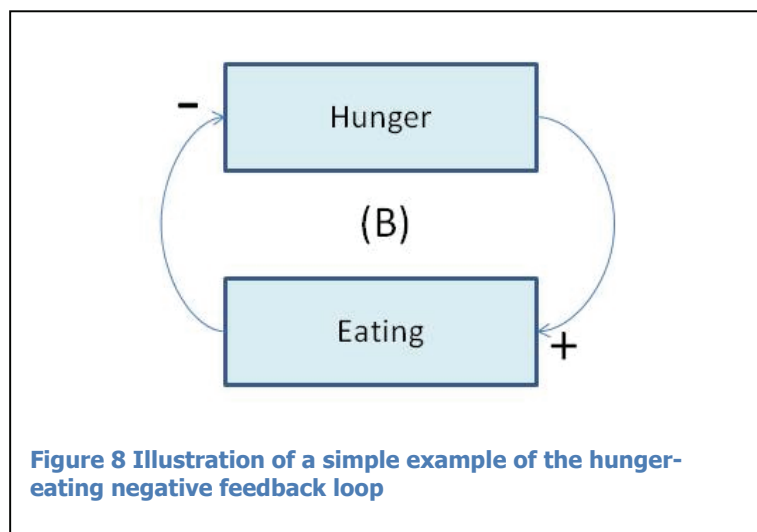 -
Hunger
(B)
Eating
+
Figure 8 Illustration of a simple example of the hunger-
eating negative feedback loop